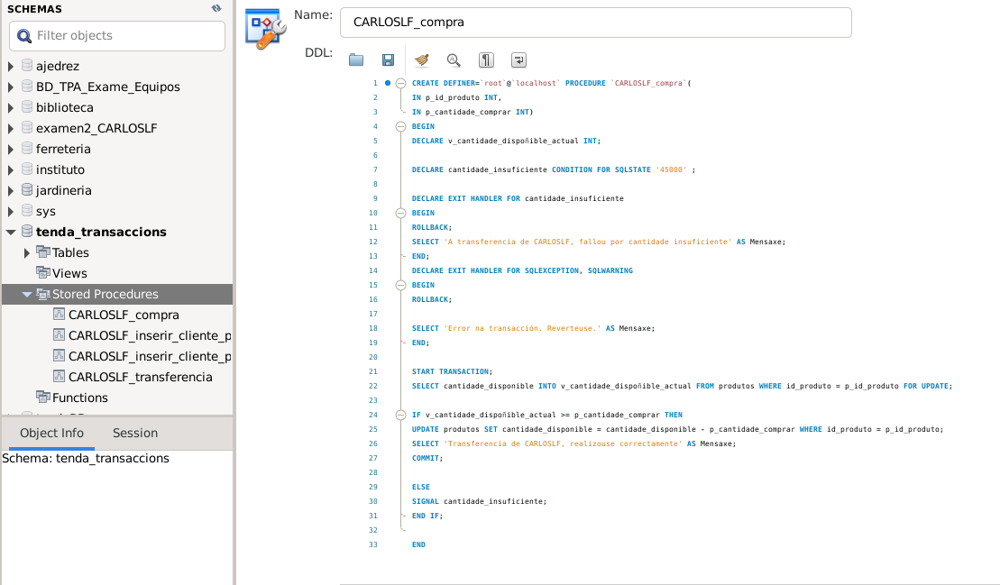 SCHEMAS
Filter objects
ajedrez
BD_TPA_Exame_Equipos
biblioteca
examen2_CARLOSLF
ferreteria
instituto
jardineria
sys
tenda_transaccions
Tables
Views
Stored Procedures
CARLOSLF_compra
CARLOSLF_inserir_cliente_p
CARLOSLF_inserir_cliente_p
CARLOSLF_transferencia
Functions
Object Info Session
Schema: tenda_transaccions
Name: CARLOSLF_compra
DDL:
1 CREATE DEFINER=`root`@`localhost` PROCEDURE `CARLOSLF_compra`(
2 IN p_id_produto INT,
3 IN p_cantidade_comprar INT)
4 BEGIN
5 DECLARE v_cantidade_dispoñible_actual INT;
6
7 DECLARE cantidade_insuficiente CONDITION FOR SQLSTATE '45000' ;
8
9 DECLARE EXIT HANDLER FOR cantidade_insuficiente
10 BEGIN
11 ROLLBACK;
12 SELECT 'A transferencia de CARLOSLF, fallou por cantidade insuficiente' AS Mensaxe;
13 END;
14 DECLARE EXIT HANDLER FOR SQLEXCEPTION, SQLWARNING
15 BEGIN
16 ROLLBACK;
17
18 SELECT 'Error na transacción. Reverteuse.' AS Mensaxe;
19 END;
20
21 START TRANSACTION;
22 SELECT cantidade_disponible INTO v_cantidade_dispoñible_actual FROM produtos WHERE id_produto = p_id_produto FOR UPDATE;
23
24 IF v_cantidade_dispoñible_actual >= p_cantidade_comprar THEN
25 UPDATE produtos SET cantidade_disponible = cantidade_disponible - p_cantidade_comprar WHERE id_produto = p_id_produto;
26 SELECT 'Transferencia de CARLOSLF, realizouse correctamente' AS Mensaxe;
27 COMMIT;
28
29 ELSE
30 SIGNAL cantidade_insuficiente;
31 END IF;
32
33 END